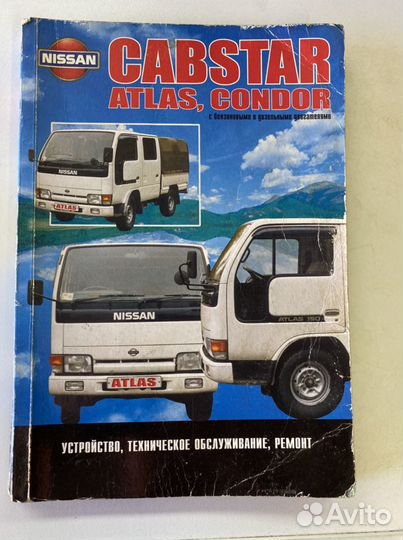 NISSAN
CABSTAR
ATLAS, CONDOR
с бензиновыми и дизельными двигателями
NISSAN
ATLAS
NISSAN
ATLAS 150
ATLAS
УСТРОЙСТВО, ТЕХНИЧЕСКОЕ ОБСЛУЖИВАНИЕ, РЕМОНТ
Avito